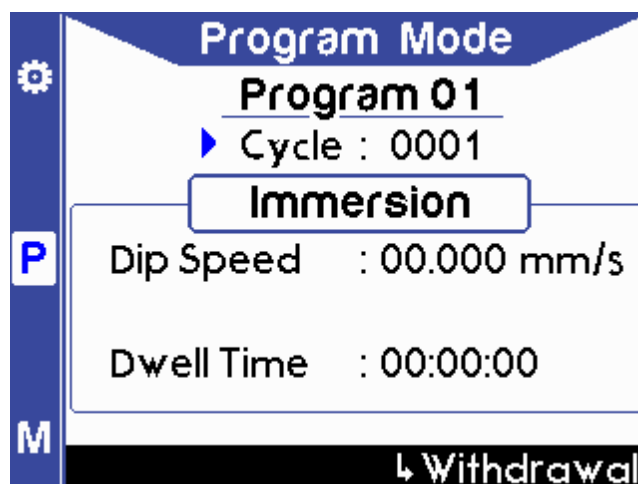 Program Mode
Program 01
Cycle : 0001
Immersion
P
Dip Speed : 00.000 mm/s
Dwell Time : 00:00:00
M
↳ Withdrawal